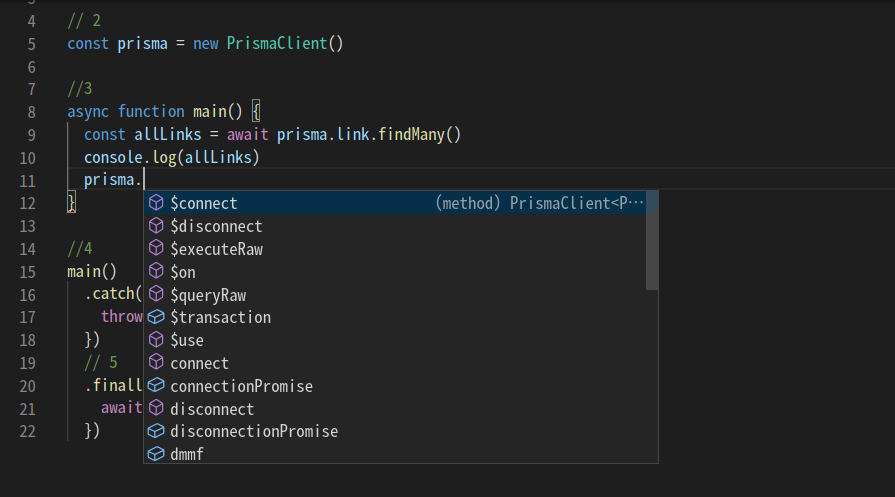 4 // 2
5 const prisma = new PrismaClient()
6
7 //3
8 async function main() {
9 const allLinks = await prisma.link.findMany()
10 console.log(allLinks)
11 prisma.
12 }
$connect (method) PrismaClient<P···
13 $disconnect
14 //4 $executeRaw
15 main() $on
16 .catch( $queryRaw
17 throw $transaction
18 }) $use
19 // 5 connect
20 .finall connectionPromise
21 await disconnect
22 }) disconnectionPromise
dmmf